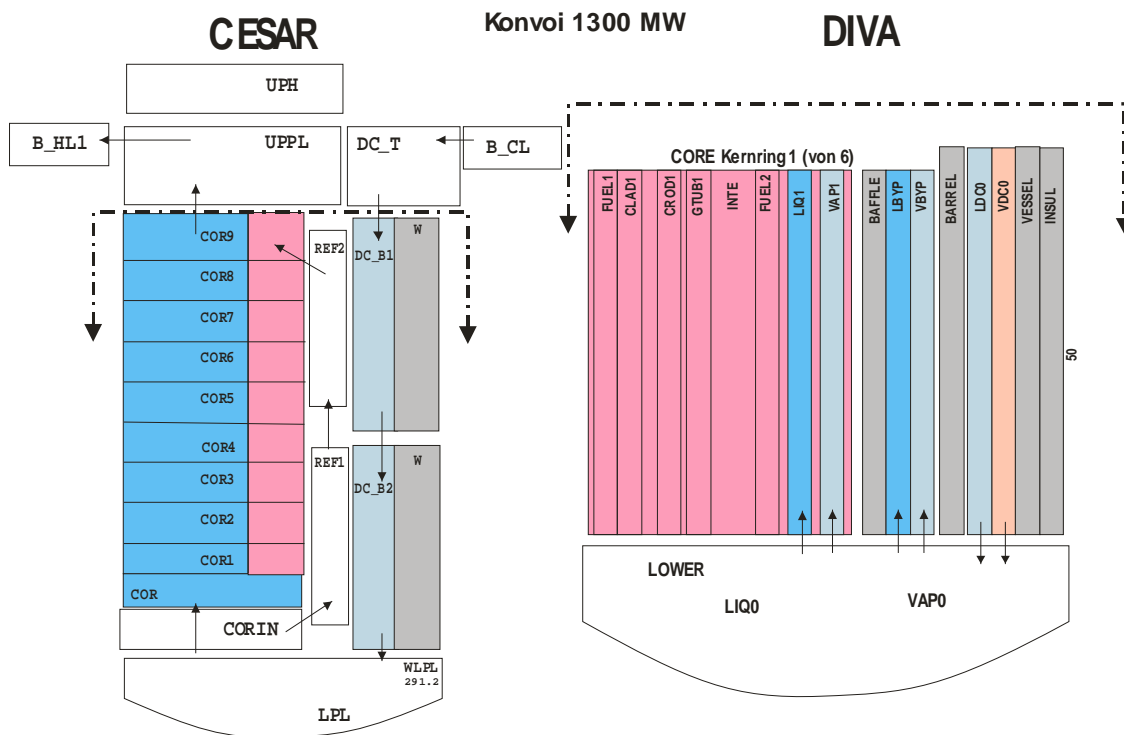 Konvoi 1300 MW
CESAR
DIVA
UPH
B_HL1
UPPL
DC_T
B_CL
CORE Kernring 1 (von 6)
COR9
COR8
COR7
COR6
COR5
COR4
COR3
COR2
COR1
COR
CORIN
REF2
REF1
DC_B1
W
DC_B2
W
WLPL
291.2
LPL
FUEL1
CLAD1
CROD1
GTUB1
INTE
FUEL2
LIQ1
VAP1
BAFFLE
LBYP
VBYP
BARREL
LDC0
VDC0
VESSEL
INSUL
50
LOWER
LIQ0
VAP0